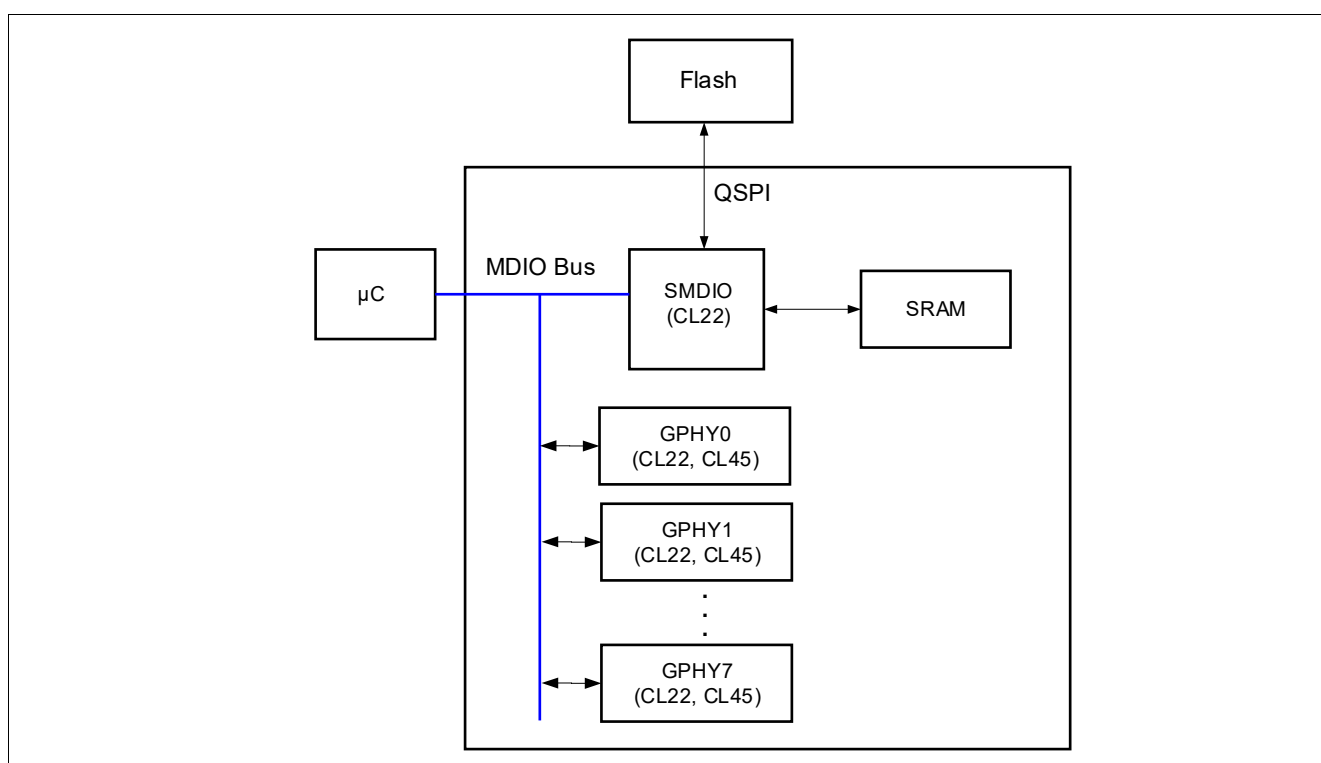 Flash
QSPI
MDIO Bus
µC
SMDIO
(CL22)
SRAM
GPHY0
(CL22, CL45)
GPHY1
(CL22, CL45)
.
.
.
GPHY7
(CL22, CL45)